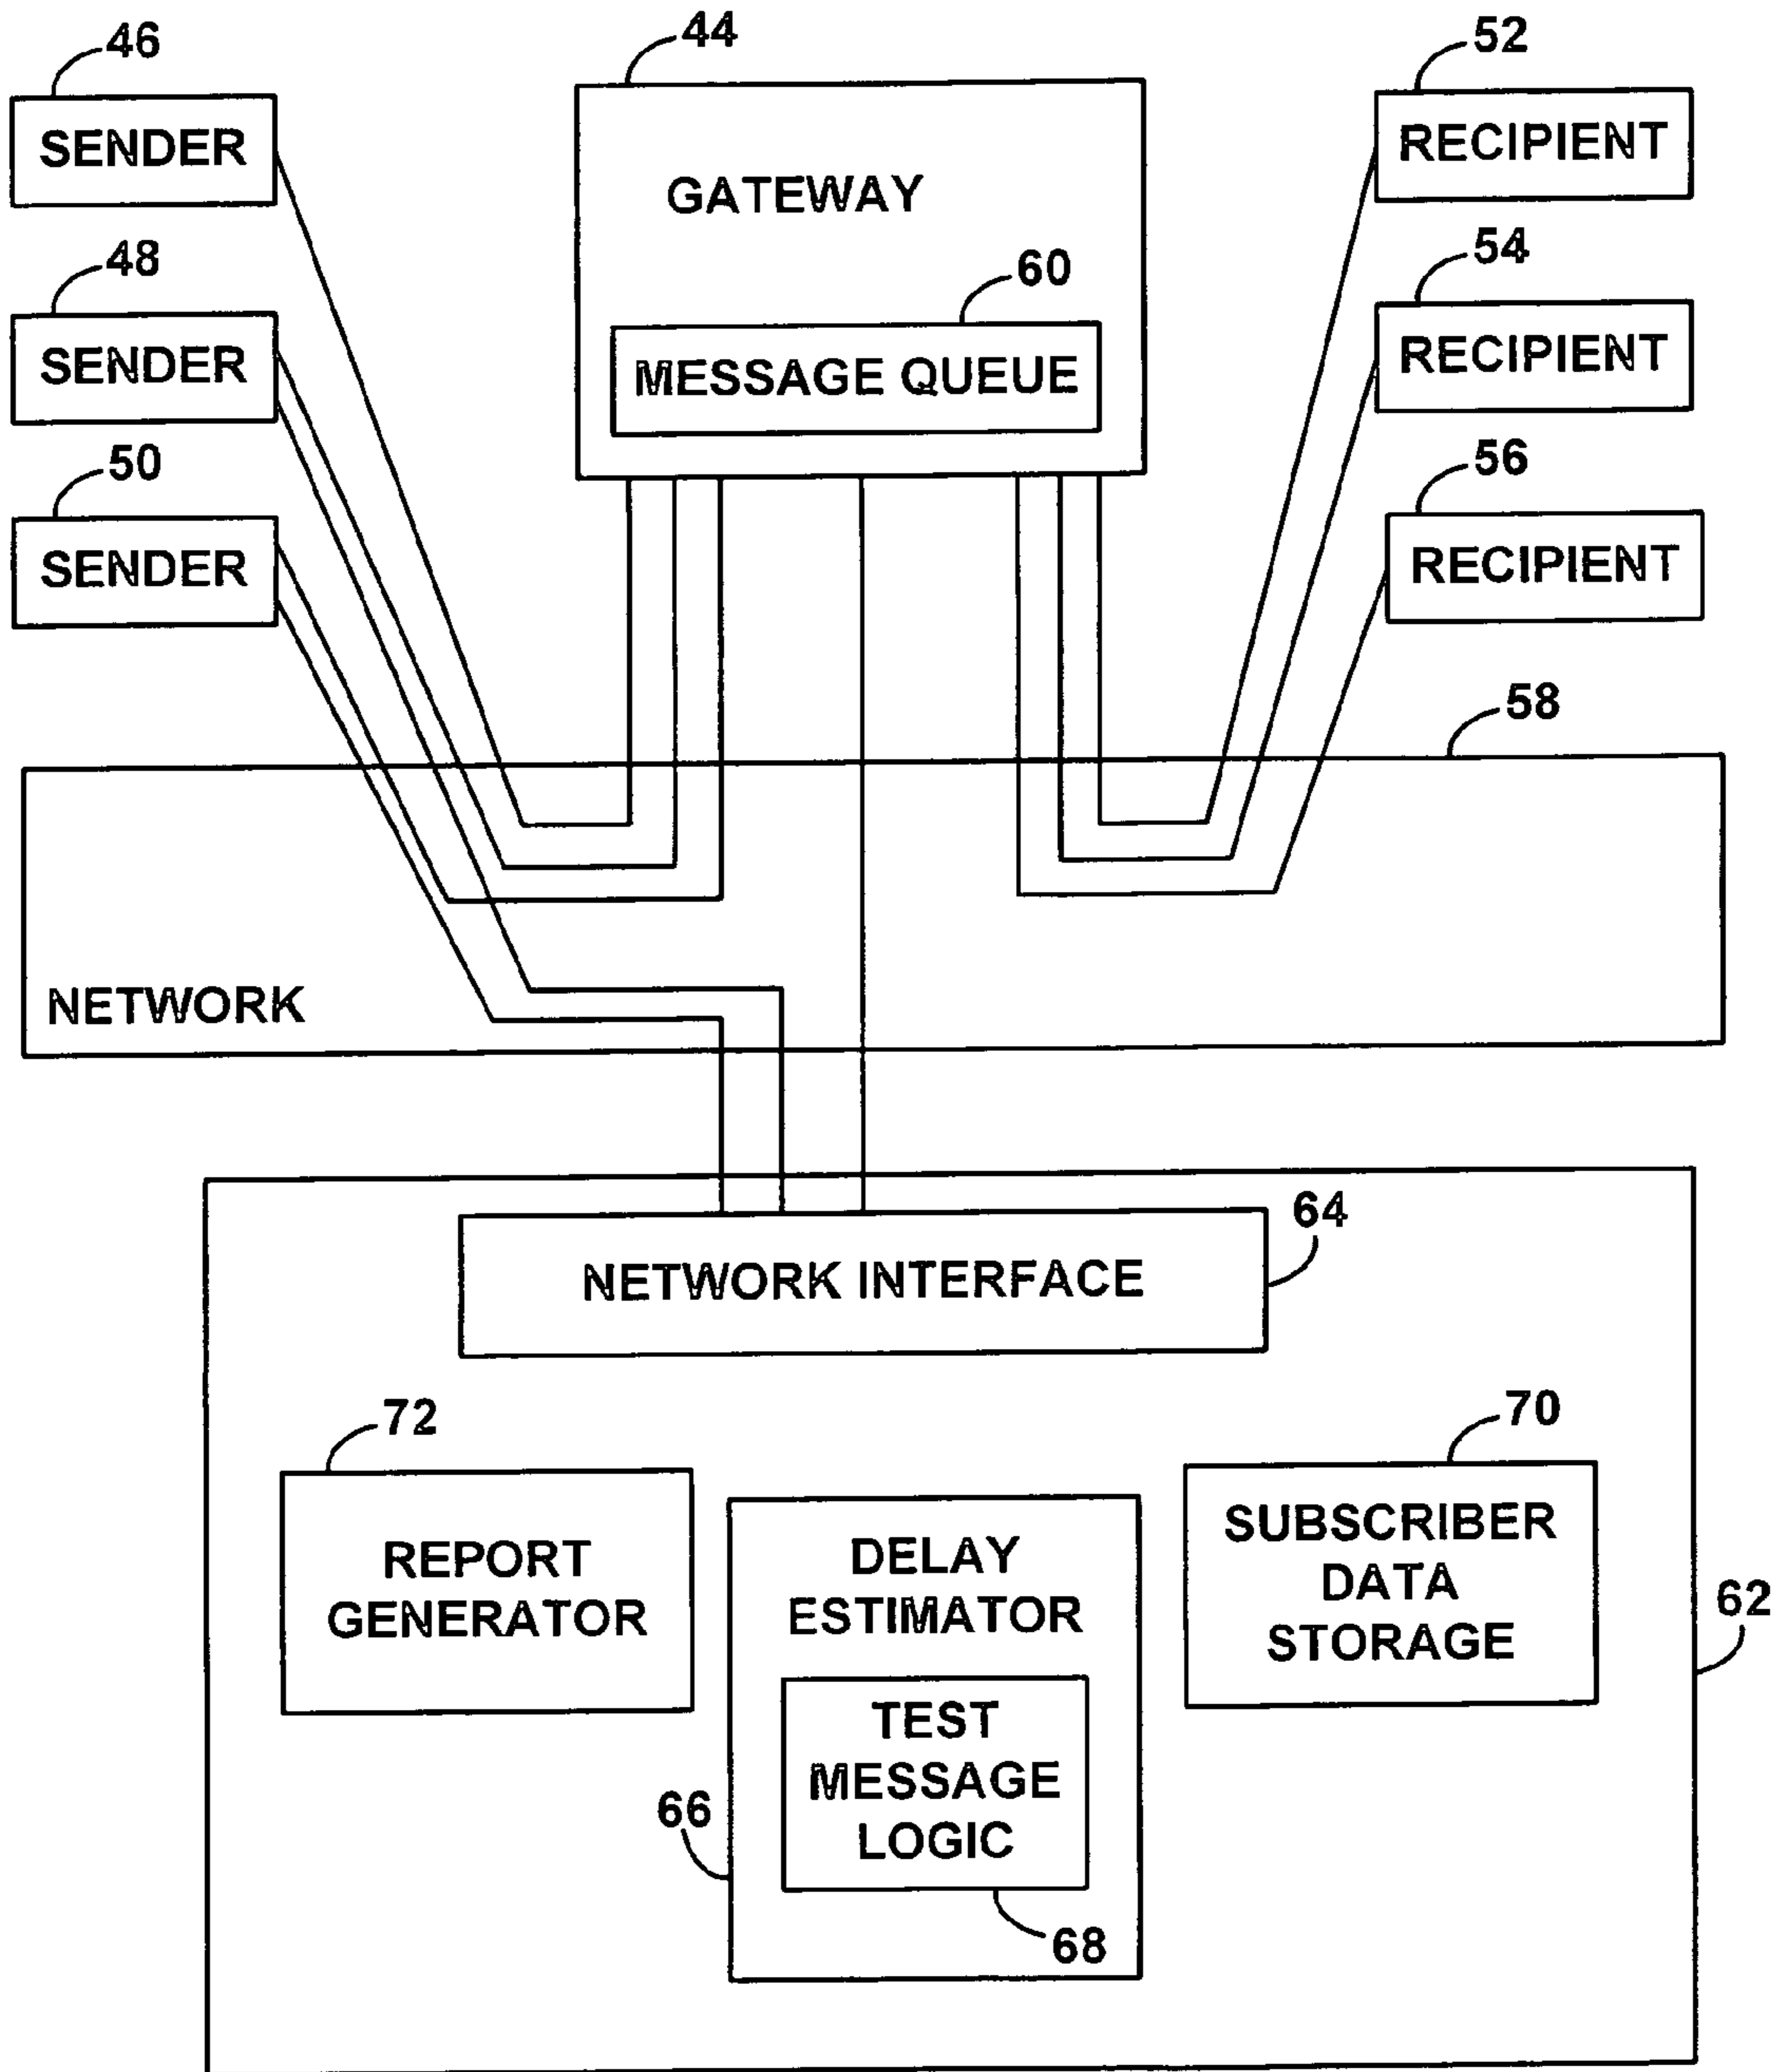 46
44
52
SENDER
GATEWAY
RECIPIENT
48
60
54
SENDER
MESSAGE QUEUE
RECIPIENT
50
56
SENDER
RECIPIENT
58
NETWORK
64
NETWORK INTERFACE
72
70
REPORT
GENERATOR
DELAY
ESTIMATOR
SUBSCRIBER
DATA
STORAGE
62
TEST
MESSAGE
LOGIC
66
68